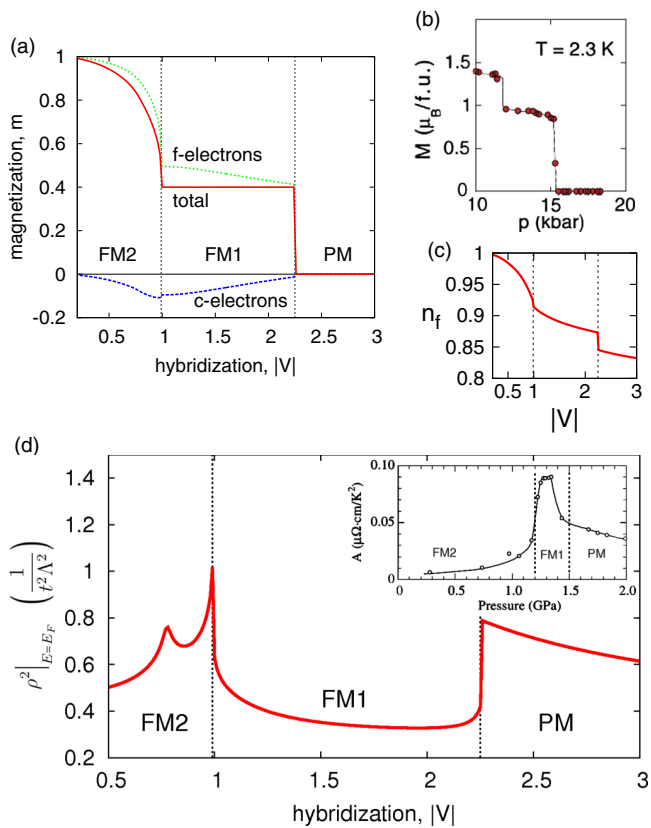 (a)
magnetization, m
1
0.8
0.6
0.4
0.2
0
-0.2
f-electrons
total
FM2
FM1
PM
c-electrons
0.5
1
1.5
2
2.5
3
hybridization, |V|
(b)
T = 2.3 K
M (μB/f.u.)
1.5
1
0.5
0
10
15
20
p (kbar)
(c)
nf
1
0.95
0.90
0.85
0.8
0.5
1
2
3
|V|
(d)
ρ²|E=EF (1/t²Λ²)
1.4
1.2
1
0.8
0.6
0.4
0.2
FM2
FM1
PM
0.5
1
1.5
2
2.5
3
hybridization, |V|
A (μΩ·cm/K²)
0.10
0.05
0
FM2
FM1
PM
0
0.4
0.8
1.2
1.6
2.0
Pressure (GPa)